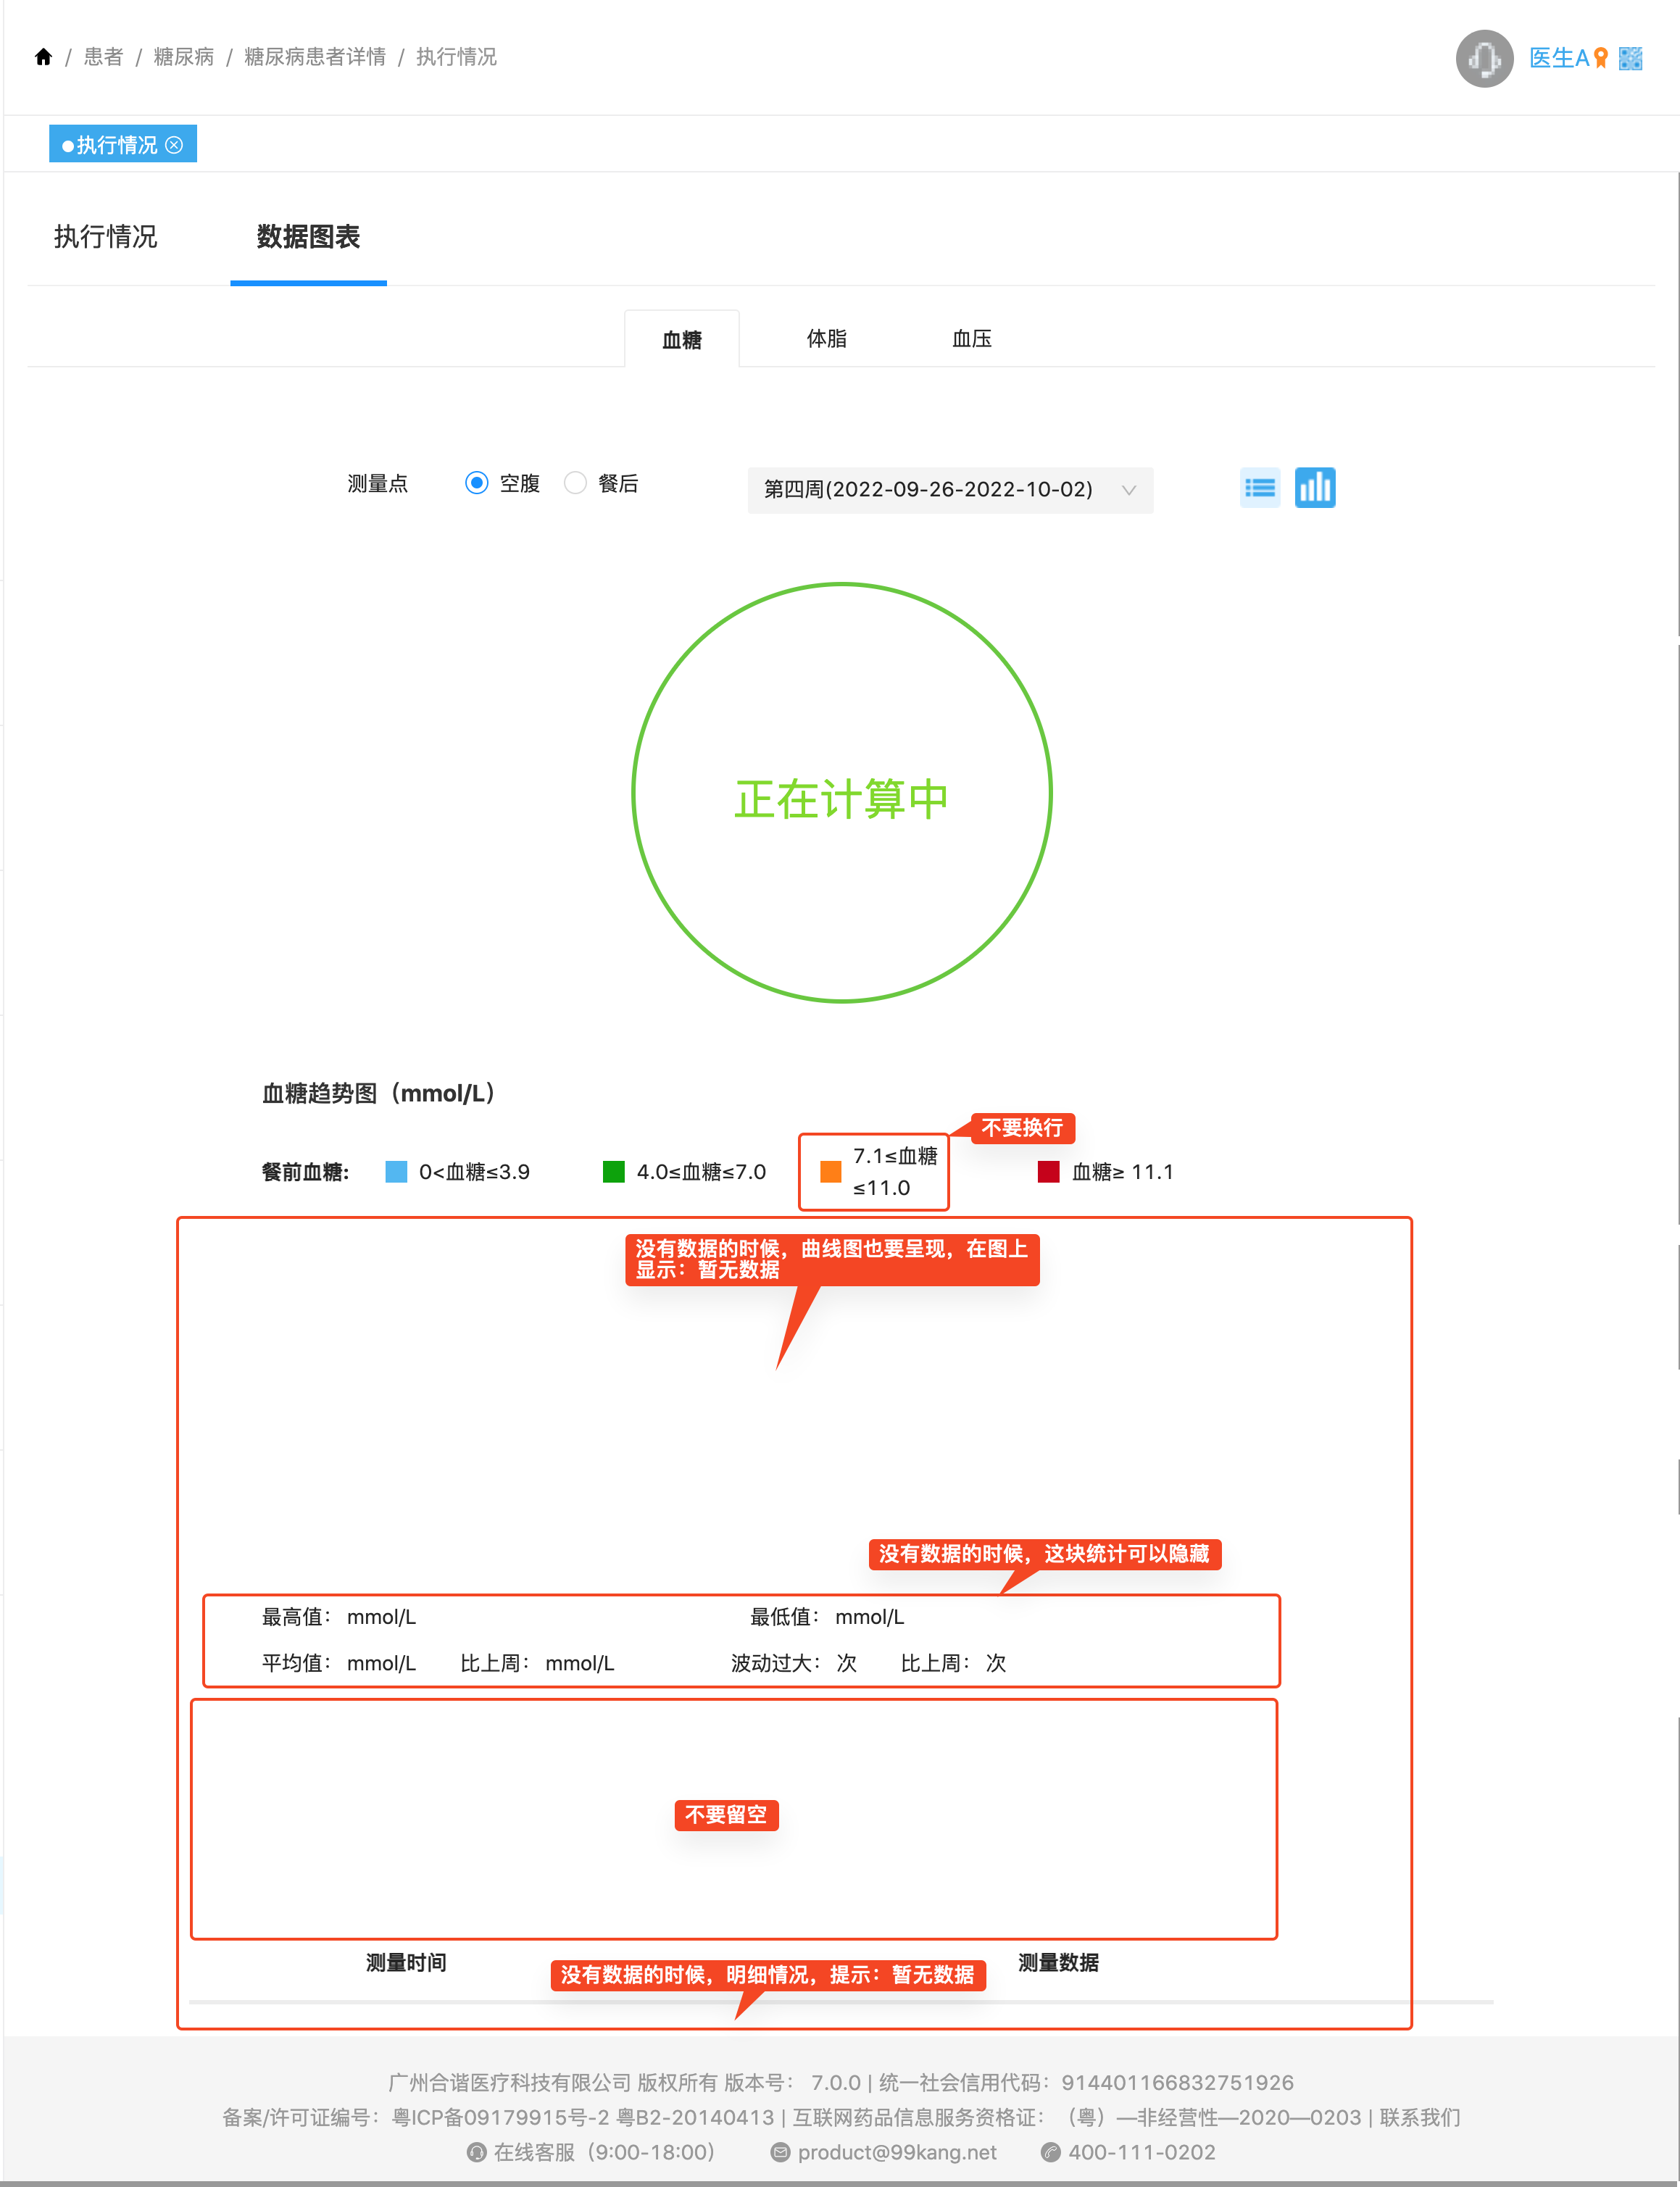 / 患者 / 糖尿病 / 糖尿病患者详情 / 执行情况
医生A
执行情况
执行情况
数据图表
血糖
体脂
血压
测量点
空腹
餐后
第四周(2022-09-26-2022-10-02)
正在计算中
血糖趋势图（mmol/L）
不要换行
餐前血糖:
0<血糖≤3.9
4.0≤血糖≤7.0
7.1≤血糖
≤11.0
血糖≥ 11.1
没有数据的时候，曲线图也要呈现，在图上
显示：暂无数据
没有数据的时候，这块统计可以隐藏
最高值： mmol/L
最低值： mmol/L
平均值： mmol/L
比上周： mmol/L
波动过大： 次
比上周： 次
不要留空
测量时间
测量数据
没有数据的时候，明细情况，提示：暂无数据
广州合谐医疗科技有限公司 版权所有 版本号： 7.0.0 | 统一社会信用代码：914401166832751926
备案/许可证编号：粤ICP备09179915号-2 粤B2-20140413 | 互联网药品信息服务资格证：（粤）—非经营性—2020—0203 | 联系我们
在线客服（9:00-18:00）
product@99kang.net
400-111-0202